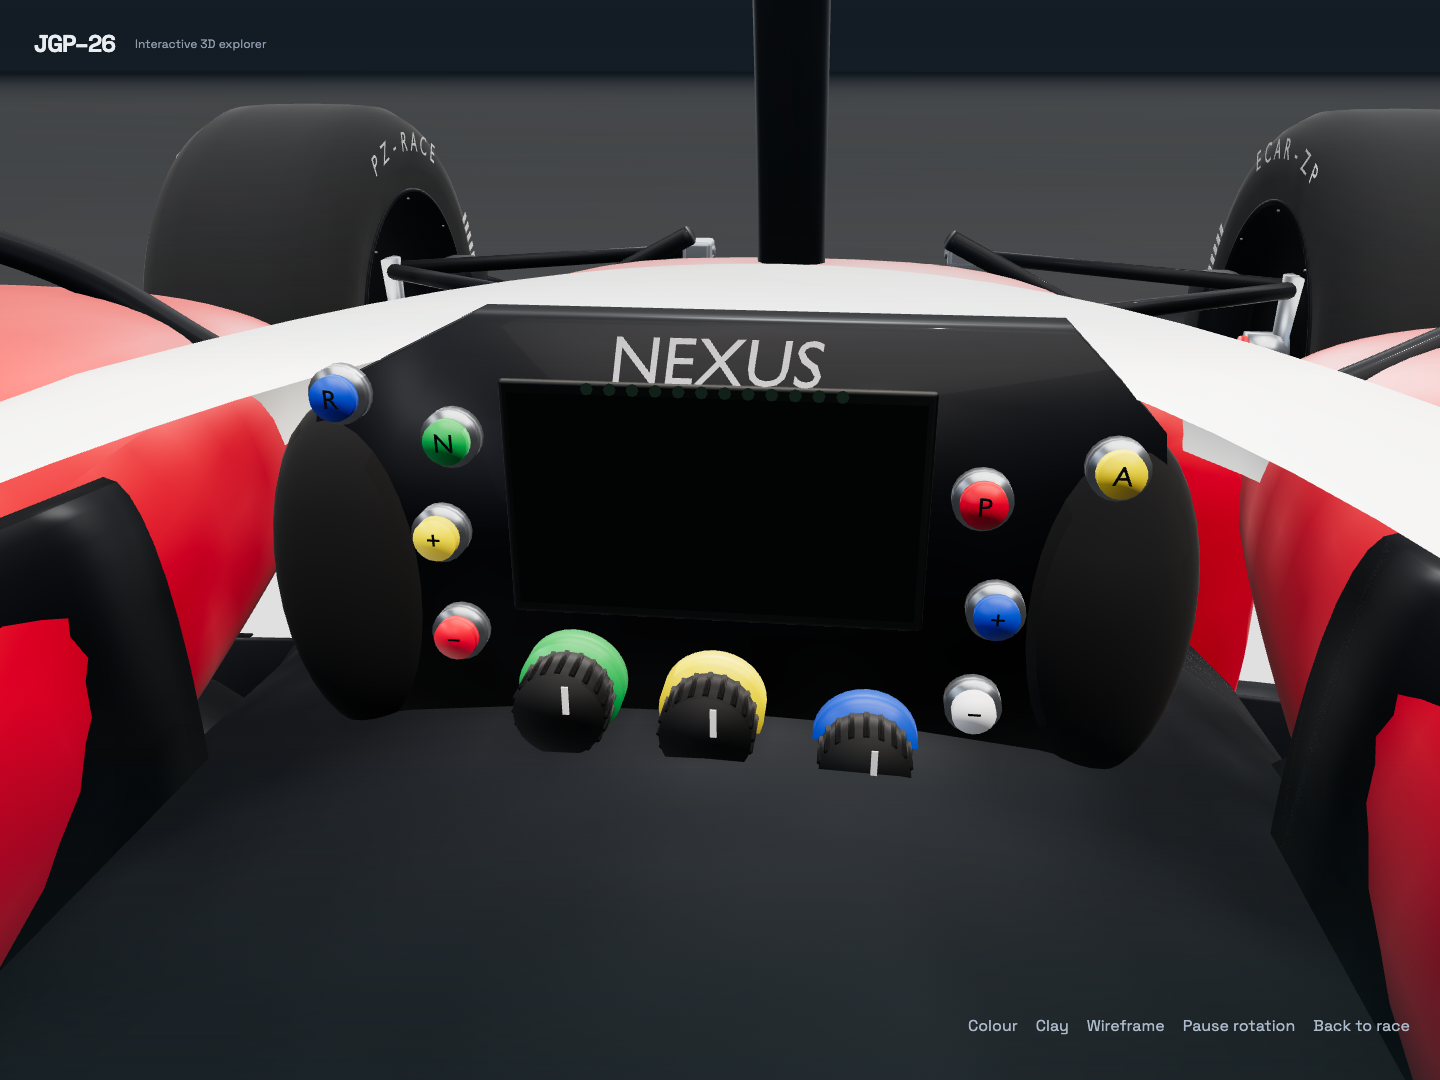 JGP-26
Interactive 3D explorer
PZ-RACE
ECAR-ZP
NEXUS
R
N
A
+
P
-
+
-
Colour Clay Wireframe Pause rotation Back to race